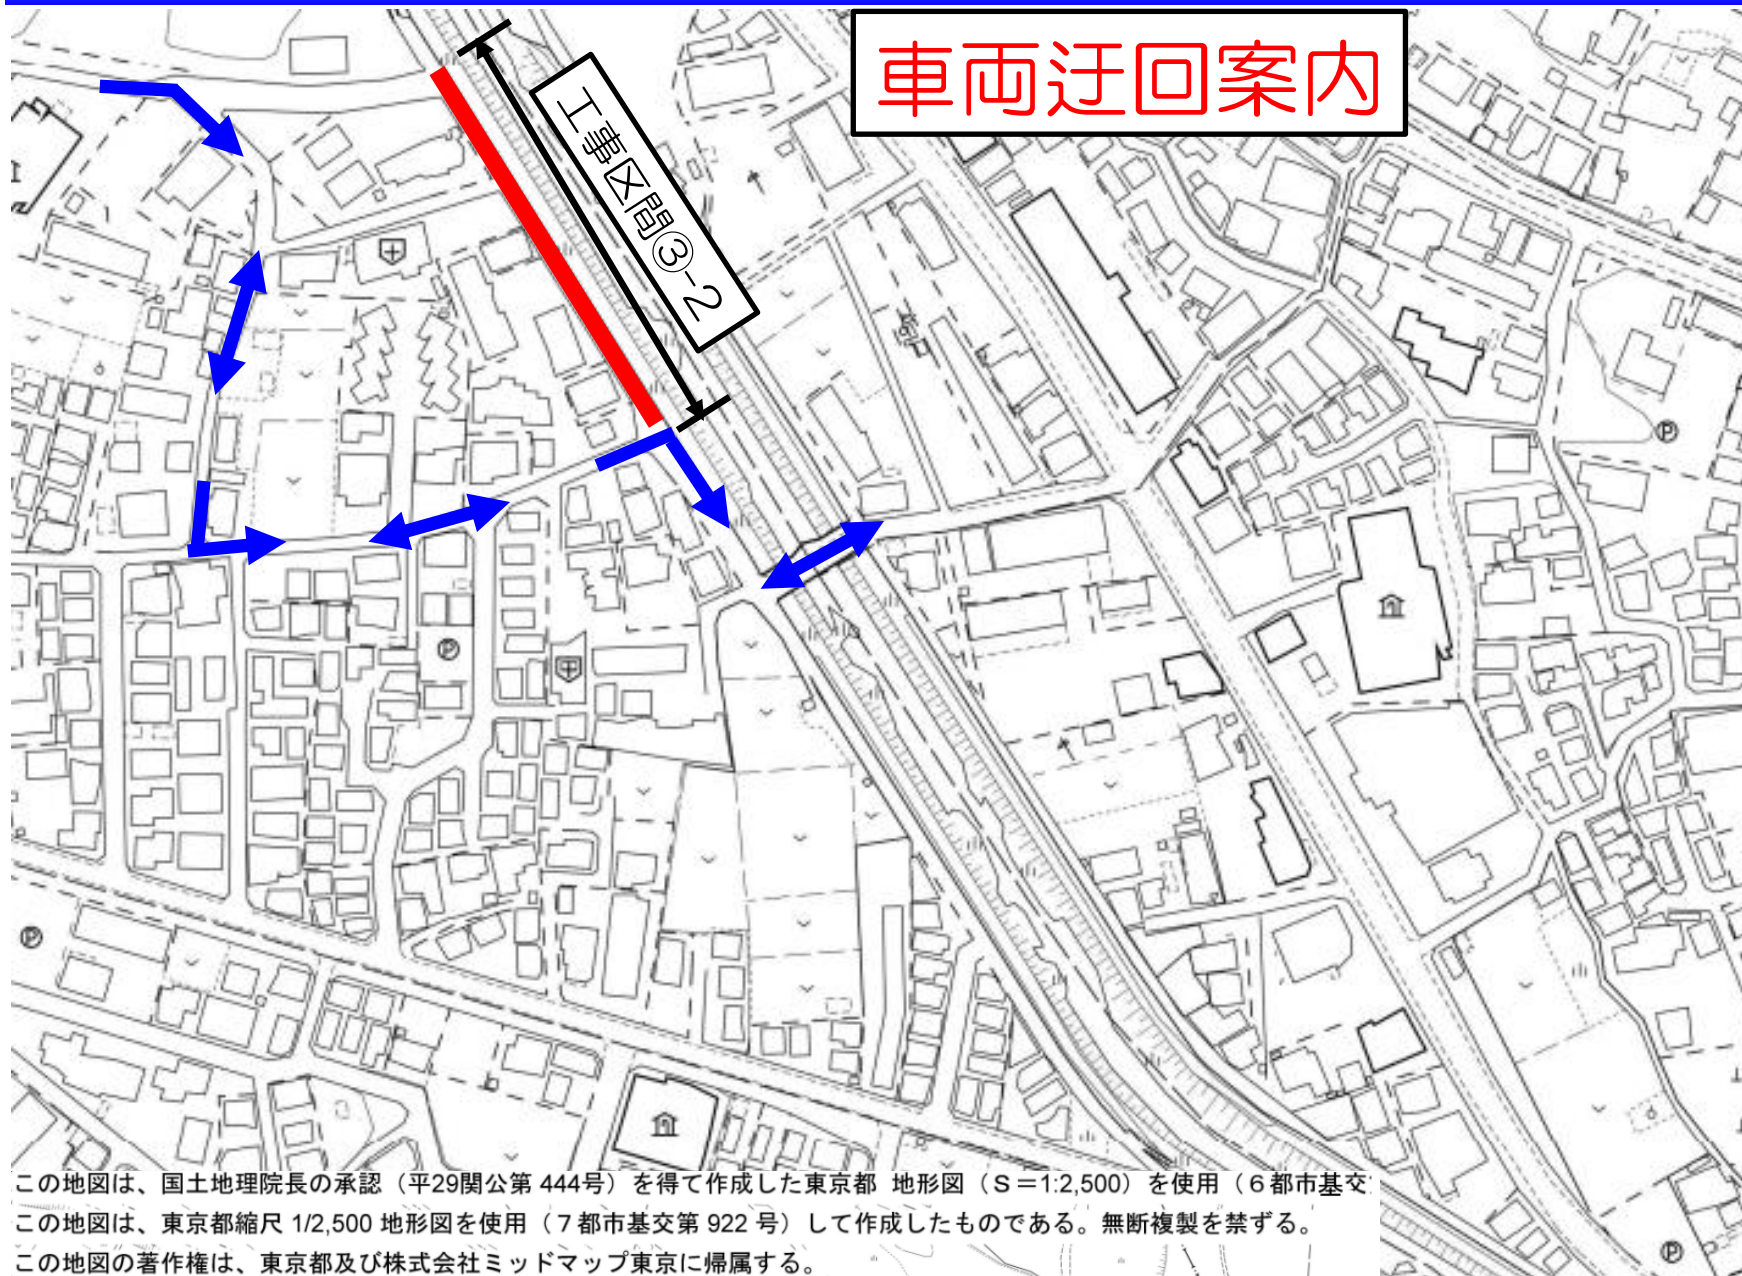 車両迂回案内
工事区間③-2
この地図は、国土地理院長の承認（平29関公第 444号）を得て作成した東京都 地形図（Ｓ＝1:2,500）を使用（６都市基交
この地図は、東京都縮尺 1/2,500 地形図を使用（７都市基交第 922 号）して作成したものである。無断複製を禁ずる。
この地図の著作権は、東京都及び株式会社ミッドマップ東京に帰属する。
P
P
P
P